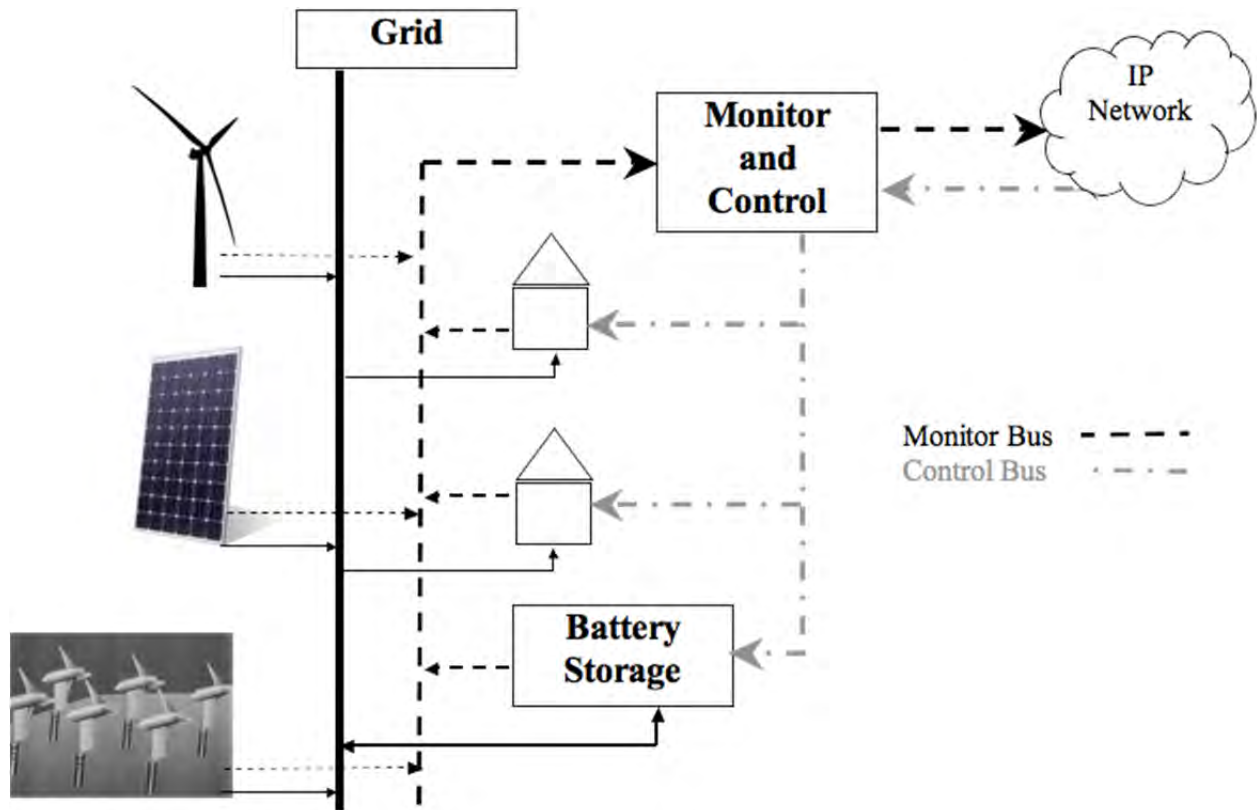 Grid
Monitor
and
Control
IP
Network
Monitor Bus
Control Bus
Battery
Storage